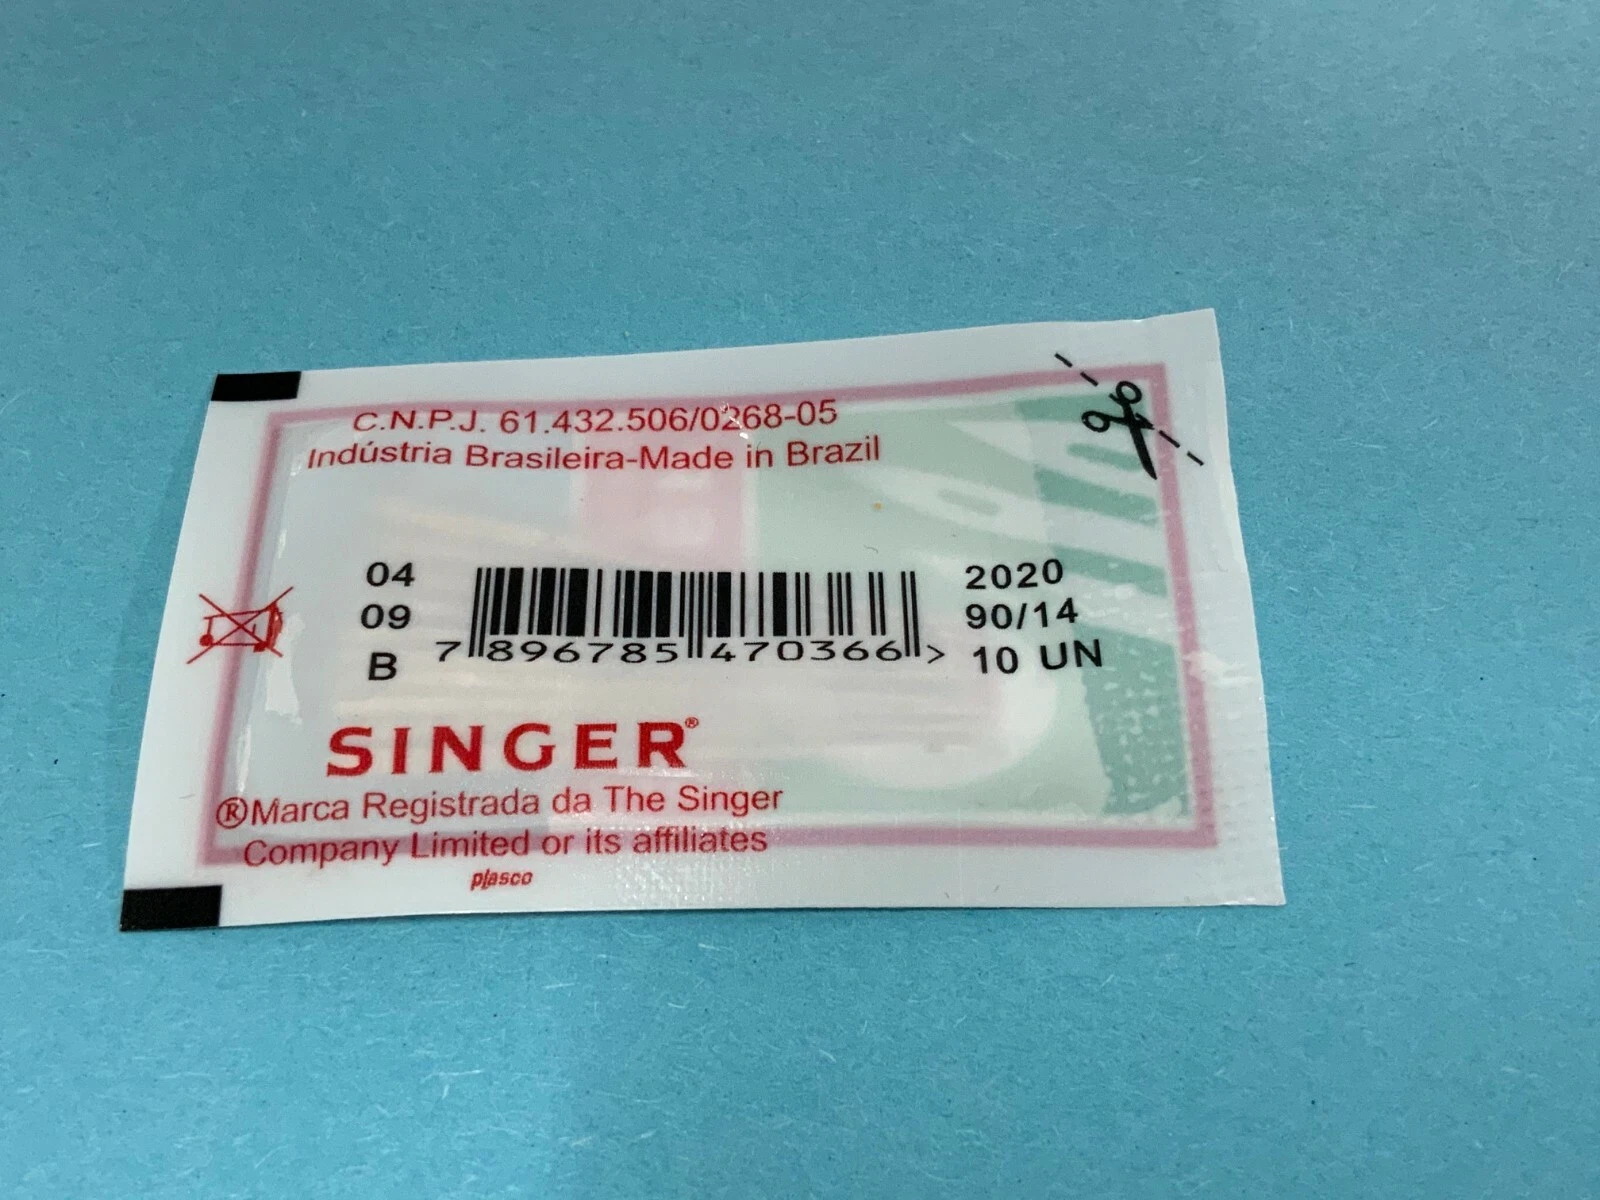 C.N.P.J. 61.432.506/0268-05
Indústria Brasileira-Made in Brazil
04
09
B
7 896785 470366 >
2020
90/14
10 UN
SINGER®
®Marca Registrada da The Singer
Company Limited or its affiliates
plasco